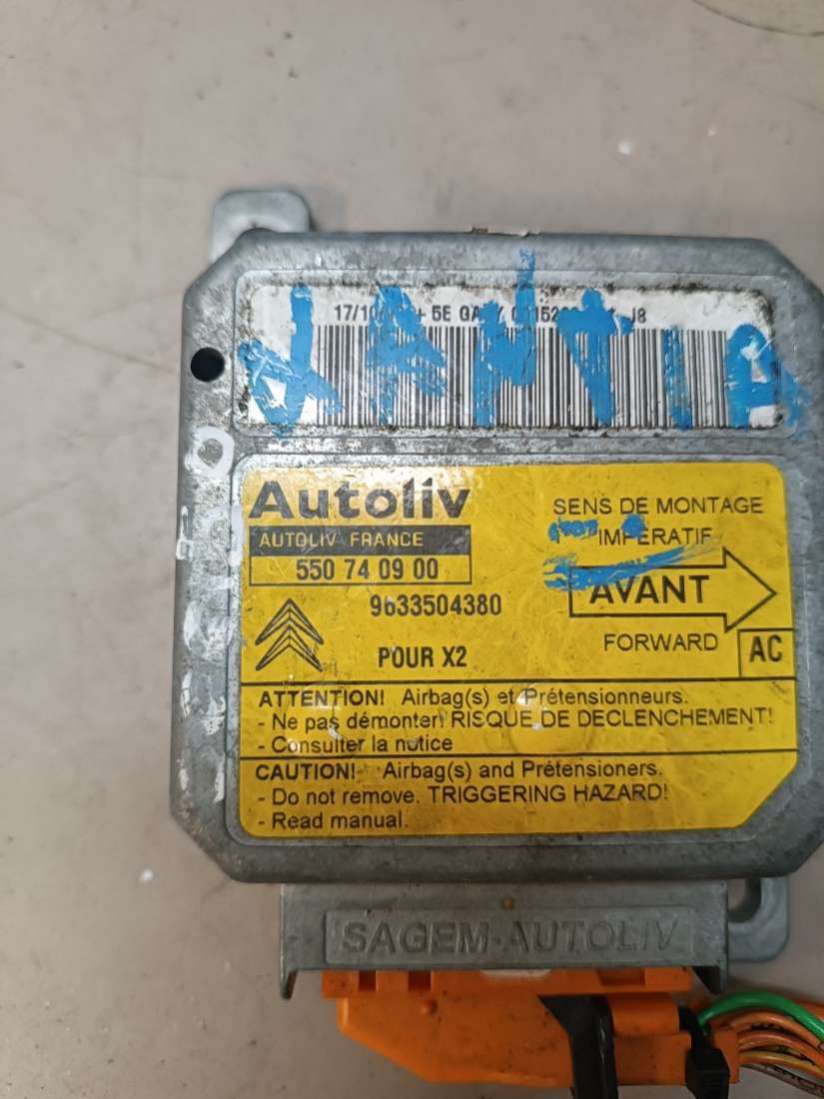 5E
J8
XANTIA
Autoliv
AUTOLIV FRANCE
550 74 09 00
9633504380
POUR X2
SENS DE MONTAGE
IMPERATIF
AVANT
FORWARD
AC
ATTENTION! Airbag(s) et Prétensionneurs.
- Ne pas démonter! RISQUE DE DECLENCHEMENT!
- Consulter la notice
CAUTION! Airbag(s) and Prétensioners.
- Do not remove. TRIGGERING HAZARD!
- Read manual.
SAGEM-AUTOLIV